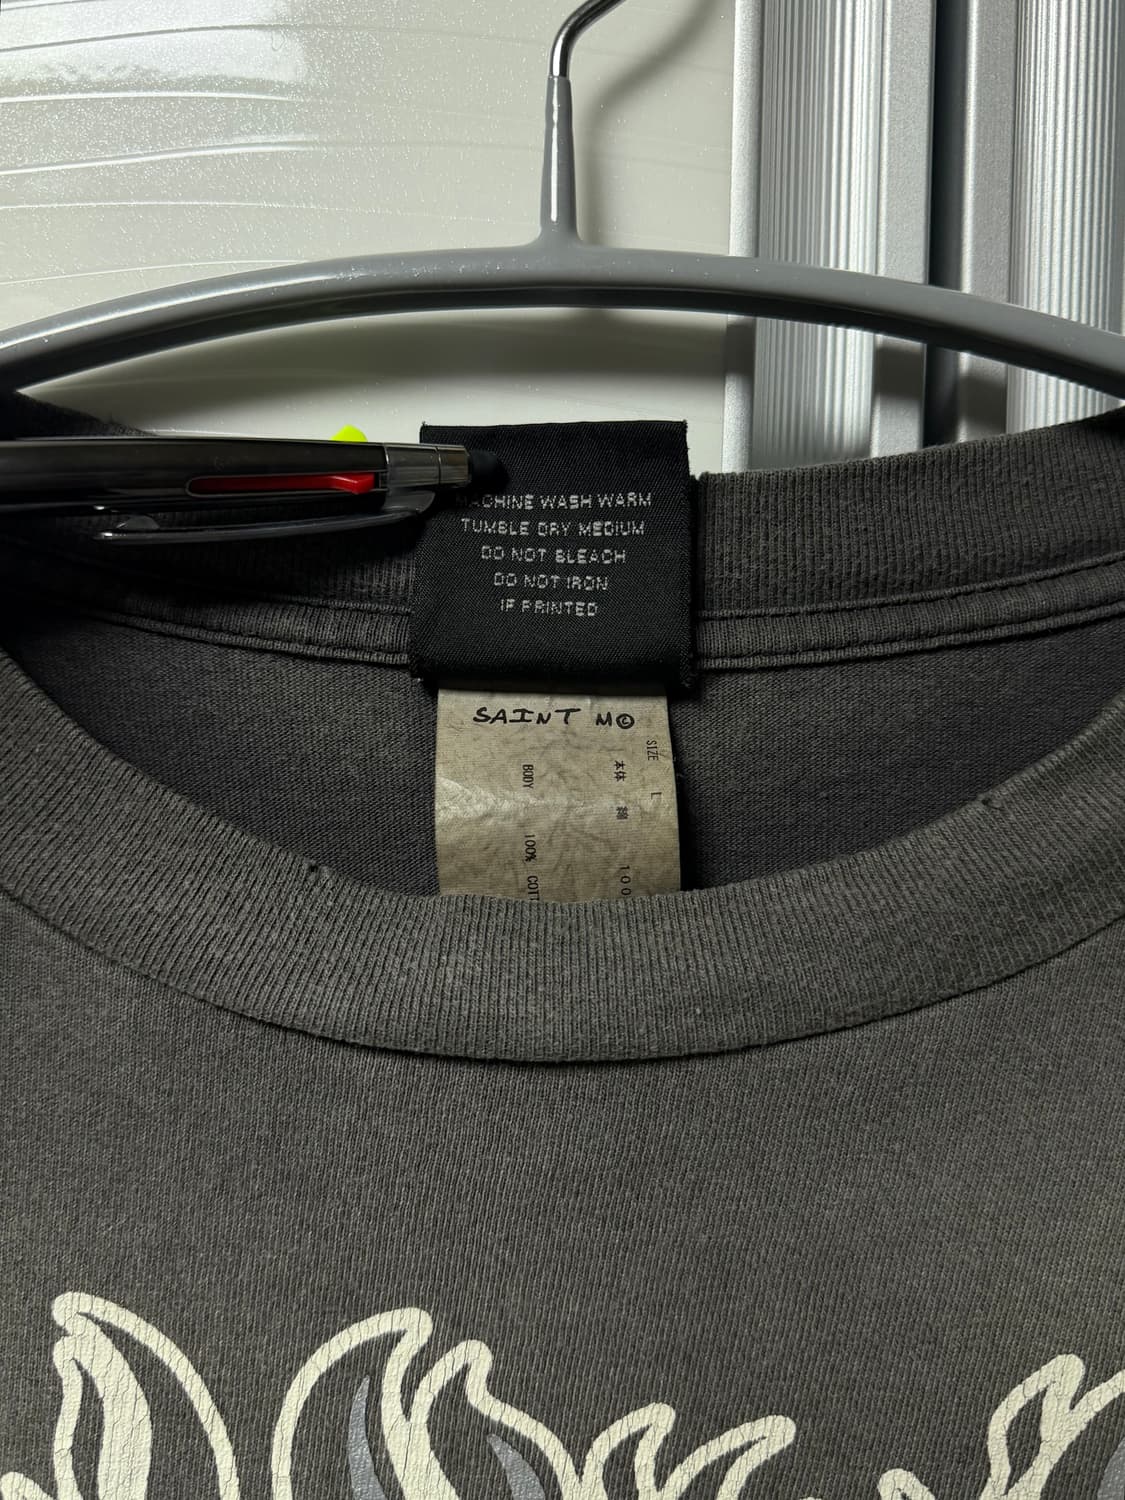 MACHINE WASH WARM
TUMBLE DRY MEDIUM
DO NOT BLEACH
DO NOT IRON
IF PRINTED
SAINT M©
SIZE L
本体 綿 100
BODY 100% COTT